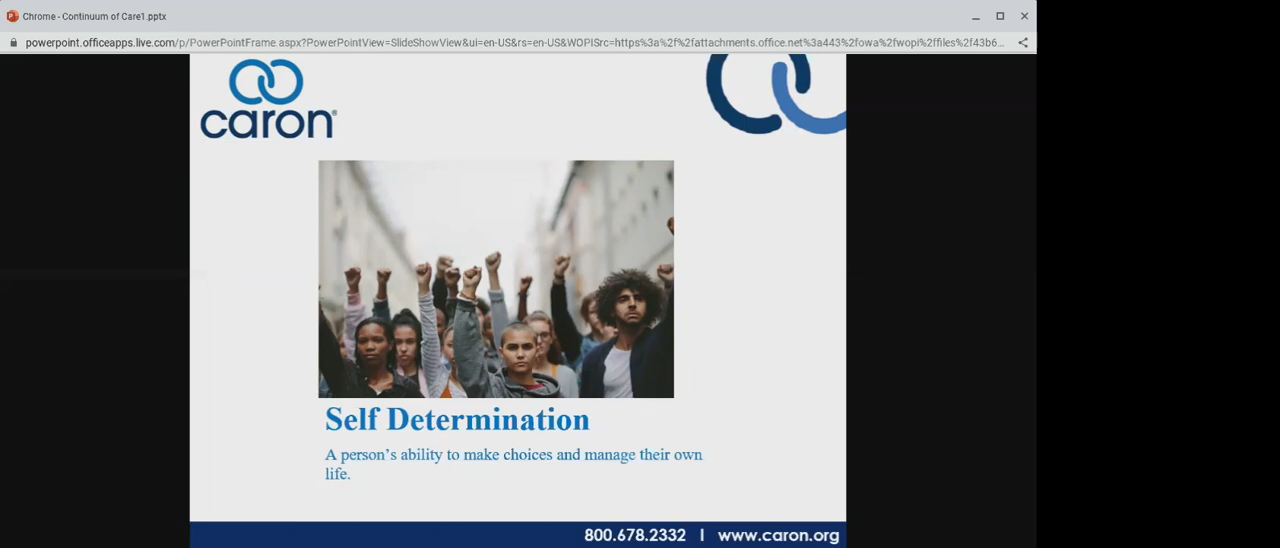 Chrome - Continuum of Care1.pptx
powerpoint.officeapps.live.com/p/PowerPointFrame.aspx?PowerPointView=SlideShowView&ui=en-US&rs=en-US&WOPISrc=https%3a%2f%2fattachments.office.net%3a443%2fowa%2fwopi%2ffiles%2f43b6...
caron®
Self Determination
A person's ability to make choices and manage their own
life.
800.678.2332 | www.caron.org